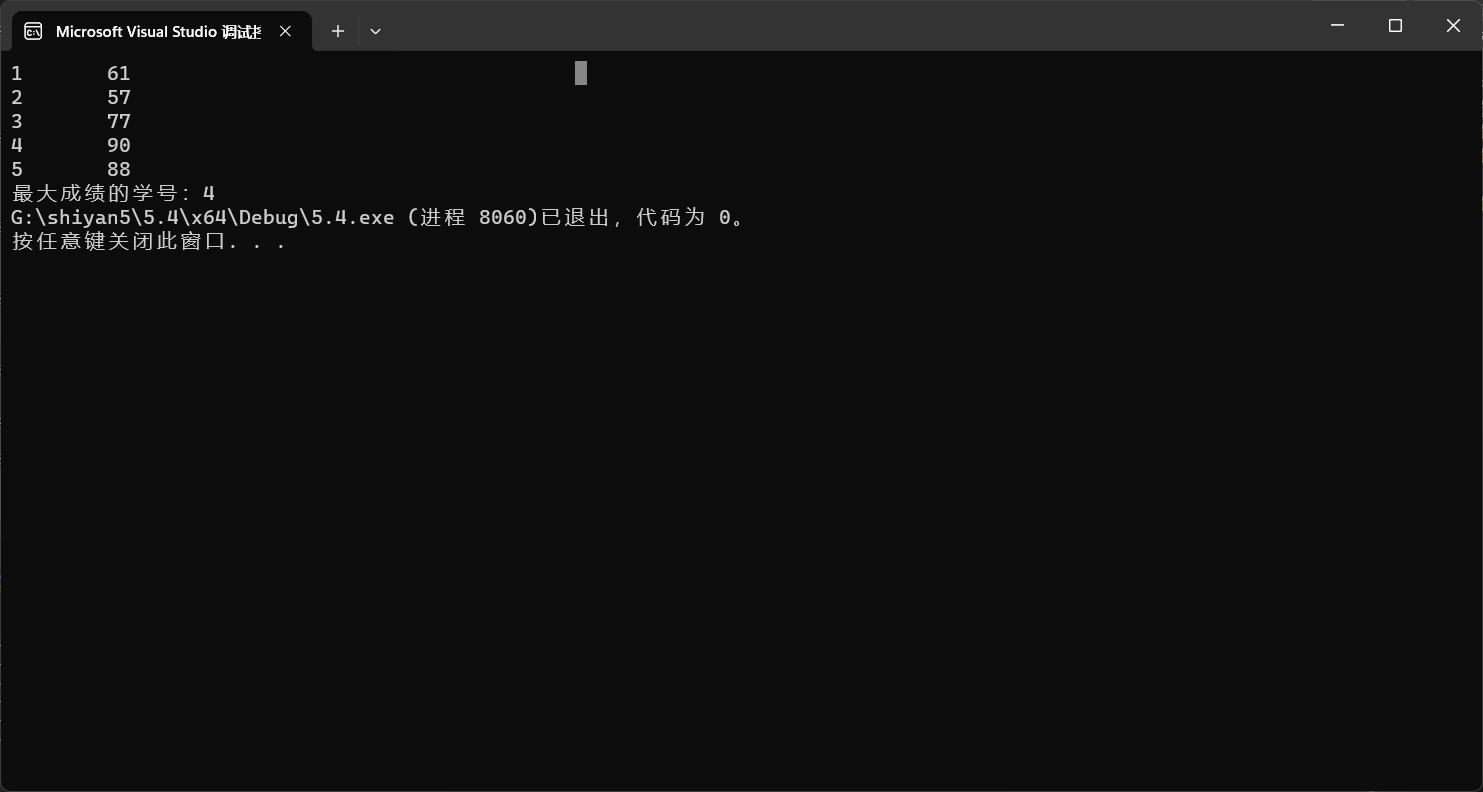 Microsoft Visual Studio 调试
1 61
2 57
3 77
4 90
5 88
最大成绩的学号：4
G:\shiyan5\5.4\x64\Debug\5.4.exe (进程 8060)已退出，代码为 0。
按任意键关闭此窗口. . .